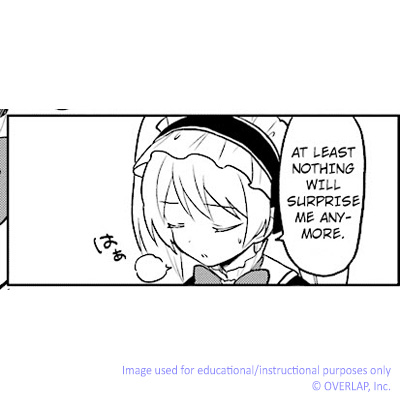 AT LEAST
NOTHING
WILL
SURPRISE
ME ANY-
MORE.
はぁ
Image used for educational/instructional purposes only
© OVERLAP, Inc.